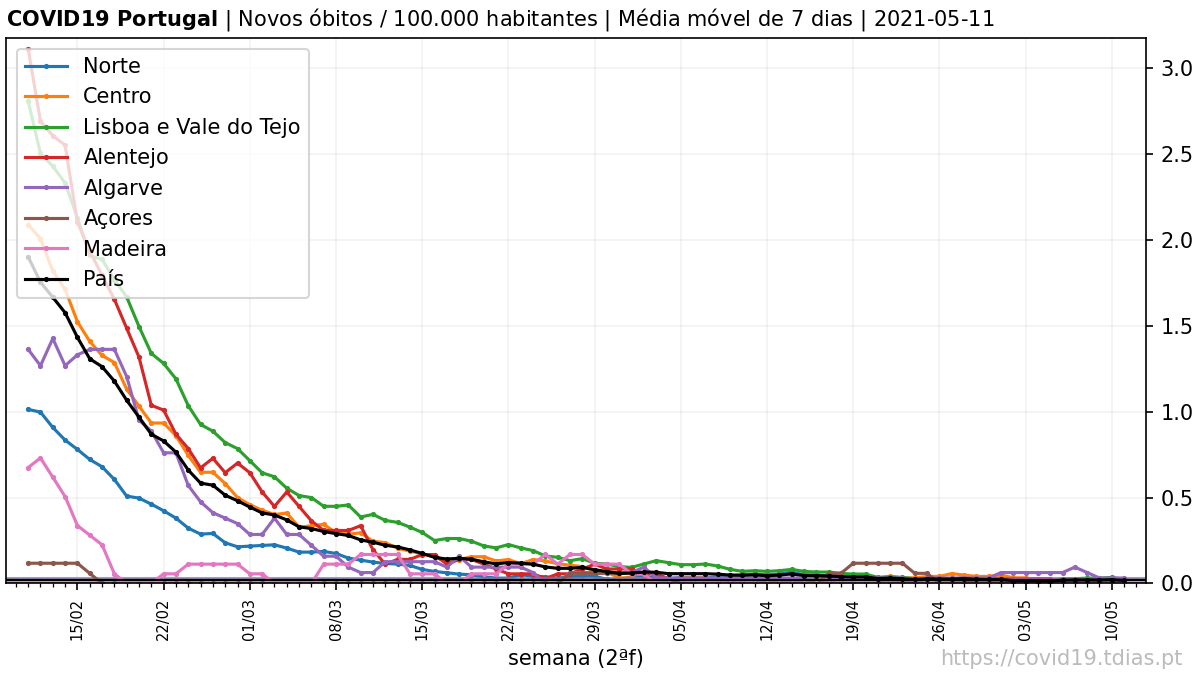 COVID19 Portugal | Novos óbitos / 100.000 habitantes | Média móvel de 7 dias | 2021-05-11
Norte
Centro
Lisboa e Vale do Tejo
Alentejo
Algarve
Açores
Madeira
País
3.0
2.5
2.0
1.5
1.0
0.5
0.0
15/02
22/02
01/03
08/03
15/03
22/03
29/03
05/04
12/04
19/04
26/04
03/05
10/05
semana (2ªf)
https://covid19.tdias.pt